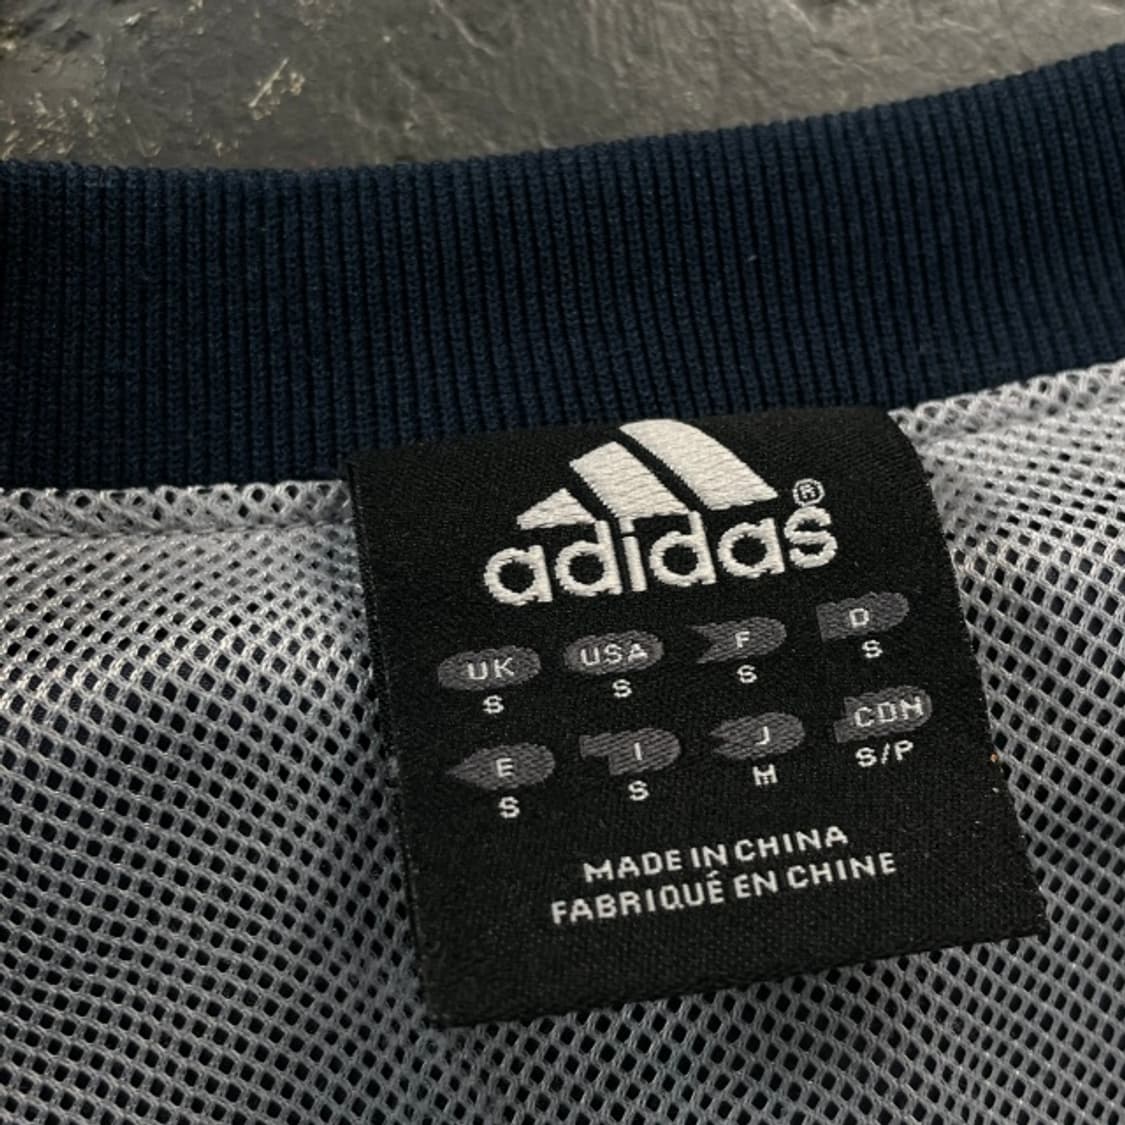 adidas®
UK USA F D
S S S S
E I J CDN
S S M S/P
MADE IN CHINA
FABRIQUÉ EN CHINE